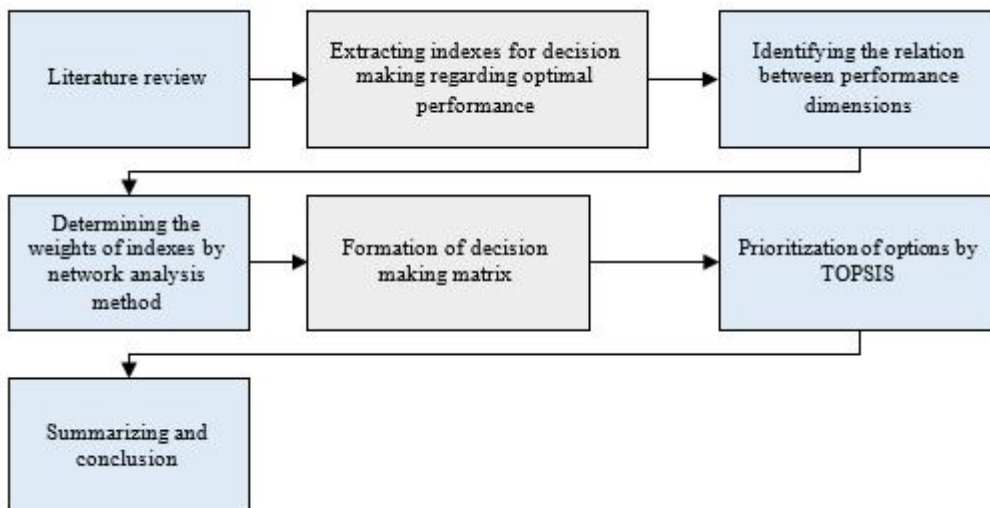 Literature review
Extracting indexes for decision
making regarding optimal
performance
Identifying the relation
between performance
dimensions
Determining the
weights of indexes by
network analysis
method
Formation of decision
making matrix
Prioritization of options by
TOPSIS
Summarizing and
conclusion